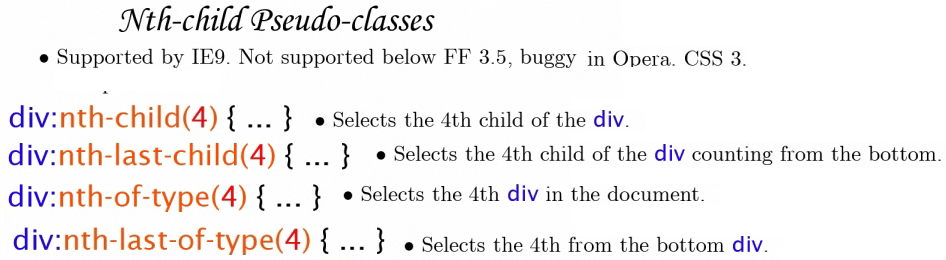 Nth-child Pseudo-classes
• Supported by IE9. Not supported below FF 3.5, buggy in Opera. CSS 3.
div:nth-child(4) { ... } • Selects the 4th child of the div.
div:nth-last-child(4) { ... } • Selects the 4th child of the div counting from the bottom.
div:nth-of-type(4) { ... } • Selects the 4th div in the document.
div:nth-last-of-type(4) { ... } • Selects the 4th from the bottom div.